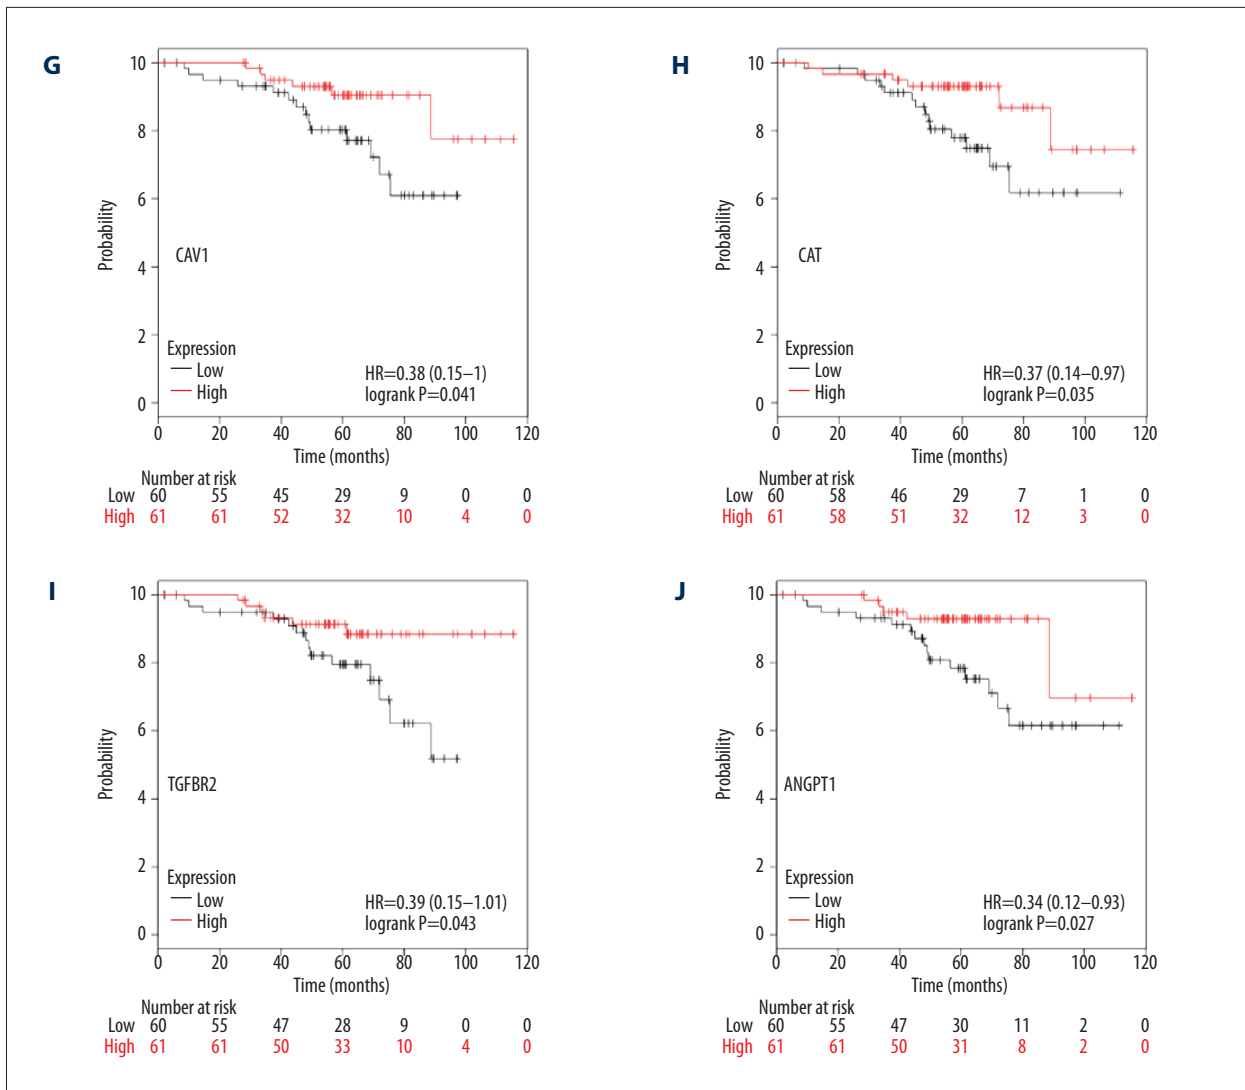 G
10
8
6
4
2
0
Probability
CAV1
Expression
Low
High
HR=0.38 (0.15–1)
logrank P=0.041
0 20 40 60 80 100 120
Time (months)
Number at risk
Low 60 55 45 29 9 0 0
High 61 61 52 32 10 4 0
H
10
8
6
4
2
0
Probability
CAT
Expression
Low
High
HR=0.37 (0.14–0.97)
logrank P=0.035
0 20 40 60 80 100 120
Time (months)
Number at risk
Low 60 58 46 29 7 1 0
High 61 58 51 32 12 3 0
I
10
8
6
4
2
0
Probability
TGFBR2
Expression
Low
High
HR=0.39 (0.15–1.01)
logrank P=0.043
0 20 40 60 80 100 120
Time (months)
Number at risk
Low 60 55 47 28 9 0 0
High 61 61 50 33 10 4 0
J
10
8
6
4
2
0
Probability
ANGPT1
Expression
Low
High
HR=0.34 (0.12–0.93)
logrank P=0.027
0 20 40 60 80 100 120
Time (months)
Number at risk
Low 60 55 47 30 11 2 0
High 61 61 50 31 8 2 0